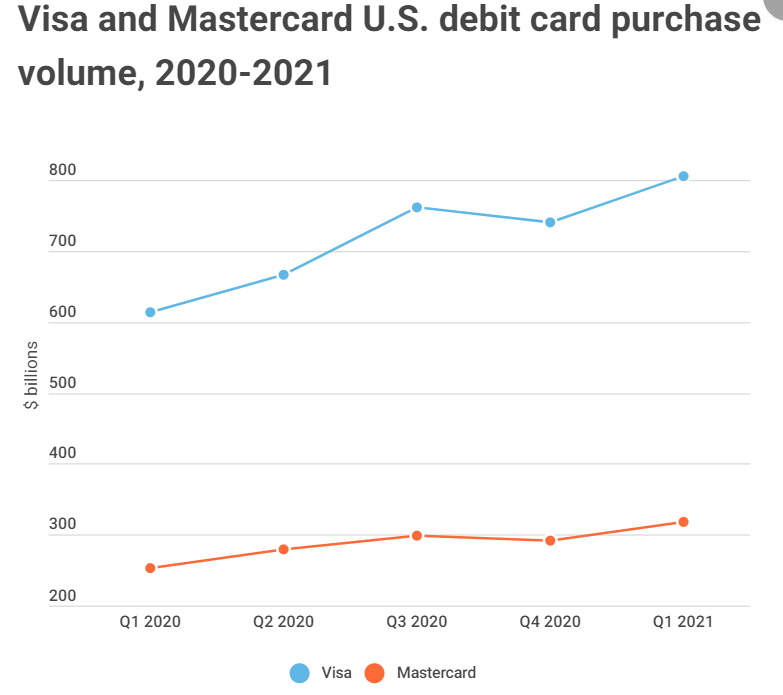 Visa and Mastercard U.S. debit card purchase
volume, 2020-2021
800
700
600
500
400
300
200
$ billions
Q1 2020 Q2 2020 Q3 2020 Q4 2020 Q1 2021
Visa Mastercard